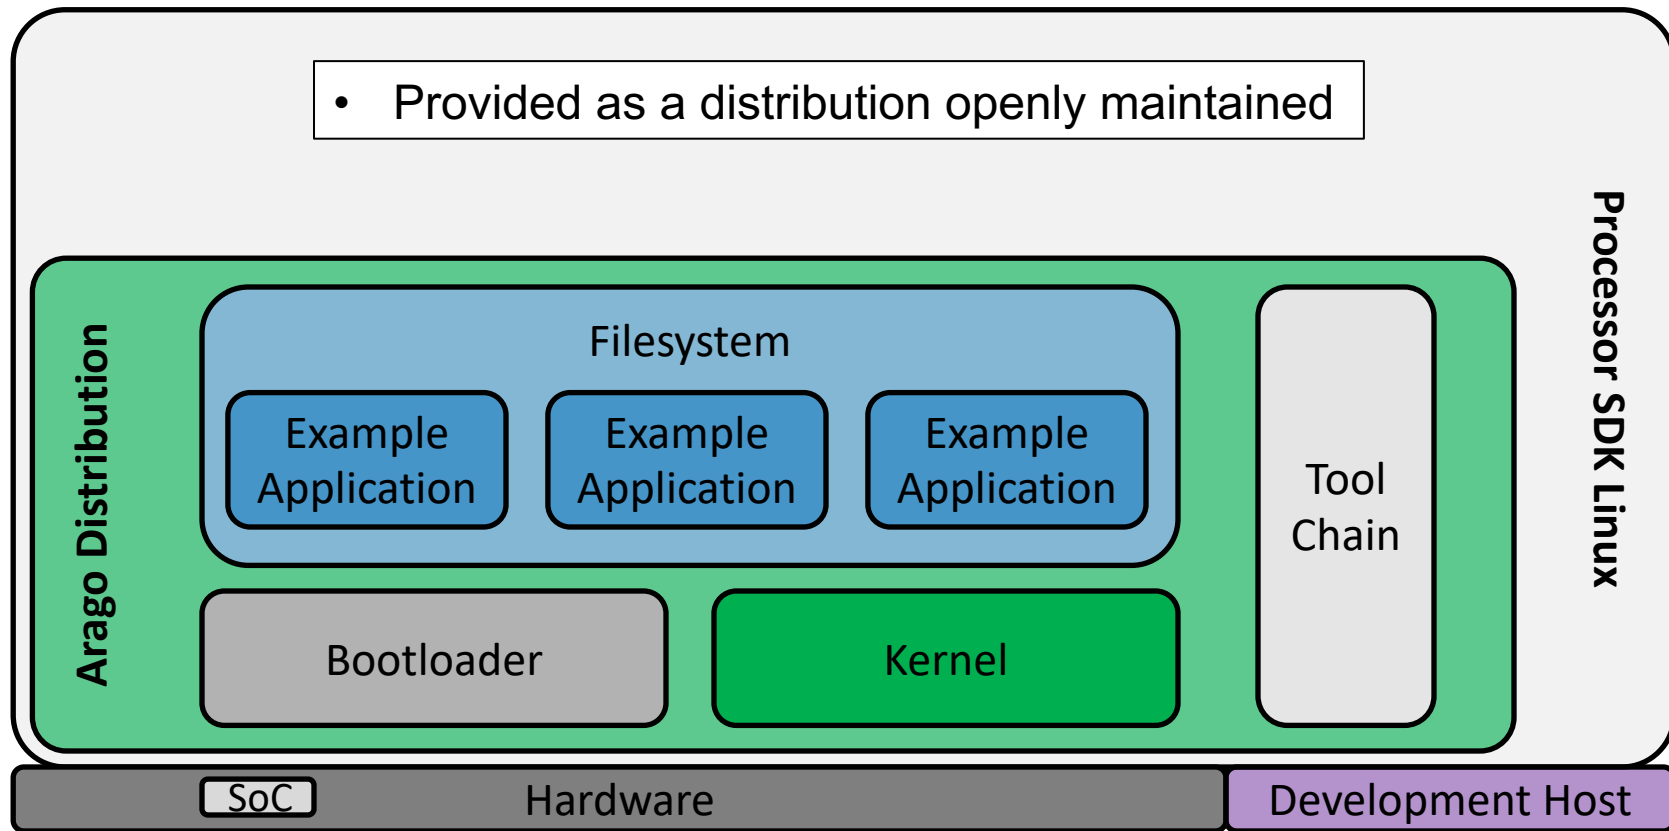 • Provided as a distribution openly maintained
Processor SDK Linux
Arago Distribution
Filesystem
Example
Application
Example
Application
Example
Application
Tool
Chain
Bootloader
Kernel
SoC
Hardware
Development Host